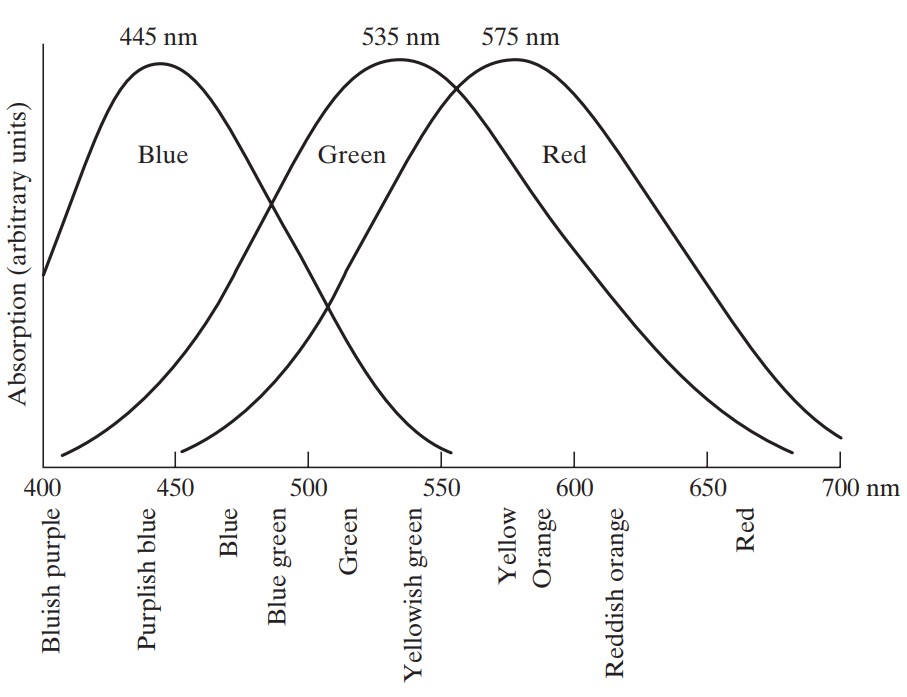 445 nm
535 nm
575 nm
Absorption (arbitrary units)
Blue
Green
Red
400
450
500
550
600
650
700 nm
Bluish purple
Purplish blue
Blue
Blue green
Green
Yellowish green
Yellow
Orange
Reddish orange
Red